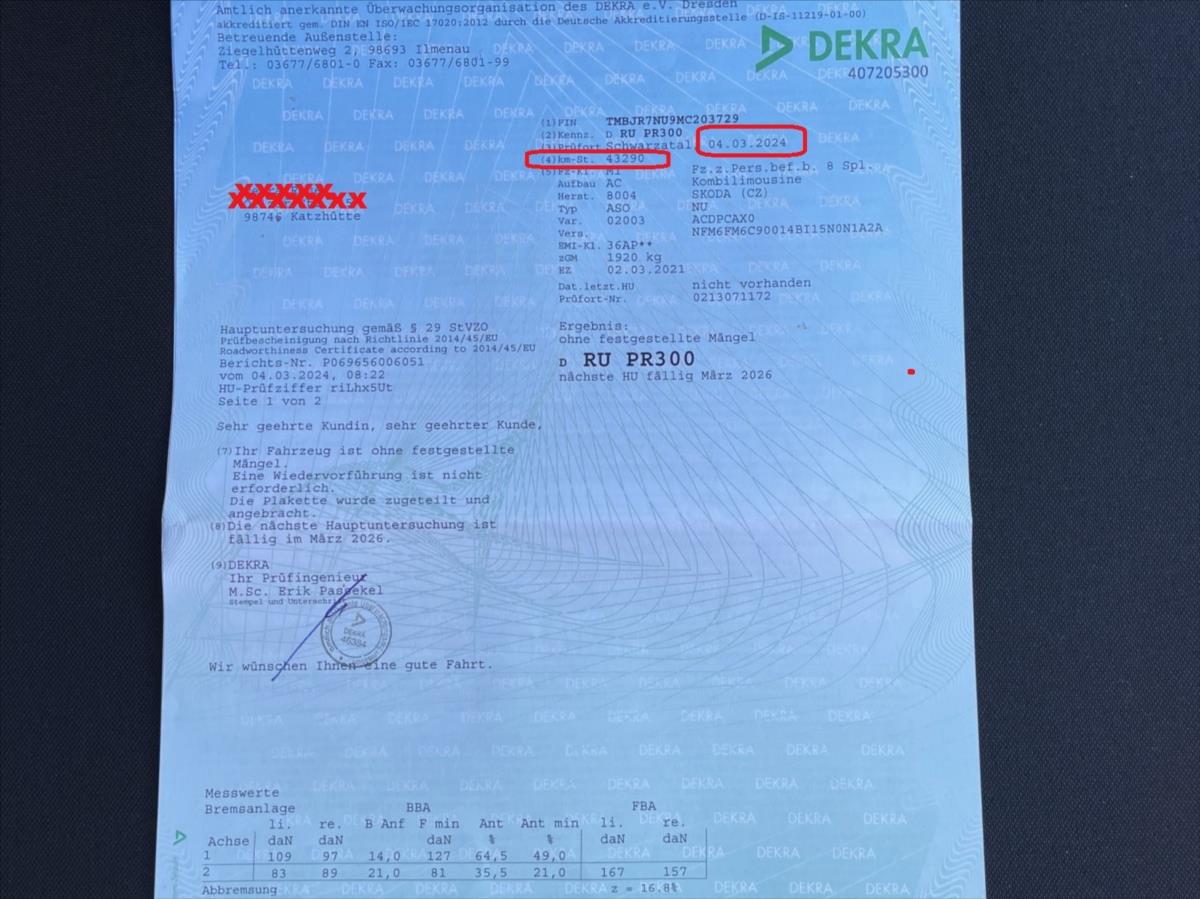 Amtlich anerkannte Überwachungsorganisation des DEKRA e.V. Dresden
akkreditiert gem. DIN EN ISO/IEC 17020:2012 durch die Deutsche Akkreditierungsstelle (D-IS-11219-01-00)
Betreuende Außenstelle:
Ziegelhüttenweg 2, 98693 Ilmenau
Tel.: 03677/6801-0 Fax: 03677/6801-99
DEKRA
407205300
(1) FIN TMBJR7NU9MC203729
(2) Kennz. D RU PR300
(3) Prüfort Schwarzatal, 04.03.2024
(4) km-St. 43290
(5) Fz-Kl. M1 Fz.z.Pers.bef.b. 8 Spl.
Aufbau AC Kombilimousine
Herst. 8004 SKODA (CZ)
Typ ASO NU
Var. 02003 ACDPCAX0
Vers. NFM6FM6C90014BI15N0N1A2A
EMI-Kl. 36AP**
zGM 1920 kg
EZ 02.03.2021
Dat.letzt.HU nicht vorhanden
Prüfort-Nr. 0213071172
XXXXXX
XXXXXXXX
98746 Katzhütte
Hauptuntersuchung gemäß § 29 StVZO
Prüfbescheinigung nach Richtlinie 2014/45/EU
Roadworthiness Certificate according to 2014/45/EU
Berichts-Nr. P069656006051
vom 04.03.2024, 08:22
HU-Prüfziffer riLhx5Ut
Seite 1 von 2
Ergebnis:
ohne festgestellte Mängel
D RU PR300
nächste HU fällig März 2026
Sehr geehrte Kundin, sehr geehrter Kunde,
(7) Ihr Fahrzeug ist ohne festgestellte
Mängel.
Eine Wiedervorführung ist nicht
erforderlich.
Die Plakette wurde zugeteilt und
angebracht.
(8) Die nächste Hauptuntersuchung ist
fällig im März 2026.
(9) DEKRA
Ihr Prüfingenieur
M.Sc. Erik Passekel
Stempel und Unterschrift
DEKRA
46384
Wir wünschen Ihnen eine gute Fahrt.
Messwerte
Bremsanlage BBA FBA
li. re. B Anf F min Ant Ant min li. re.
Achse daN daN daN % % daN daN
1 109 97 14,0 127 64,5 49,0
2 83 89 21,0 81 35,5 21,0 167 157
Abbremsung z = 16.8%